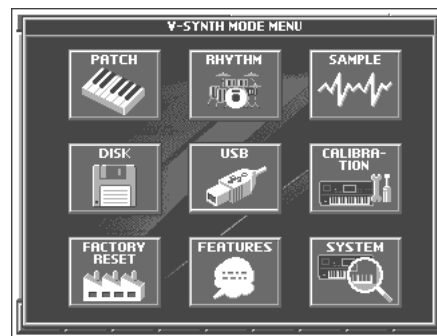 V-SYNTH MODE MENU
PATCH
RHYTHM
SAMPLE
DISK
USB
CALIBRA-
TION
FACTORY
RESET
FEATURES
SYSTEM